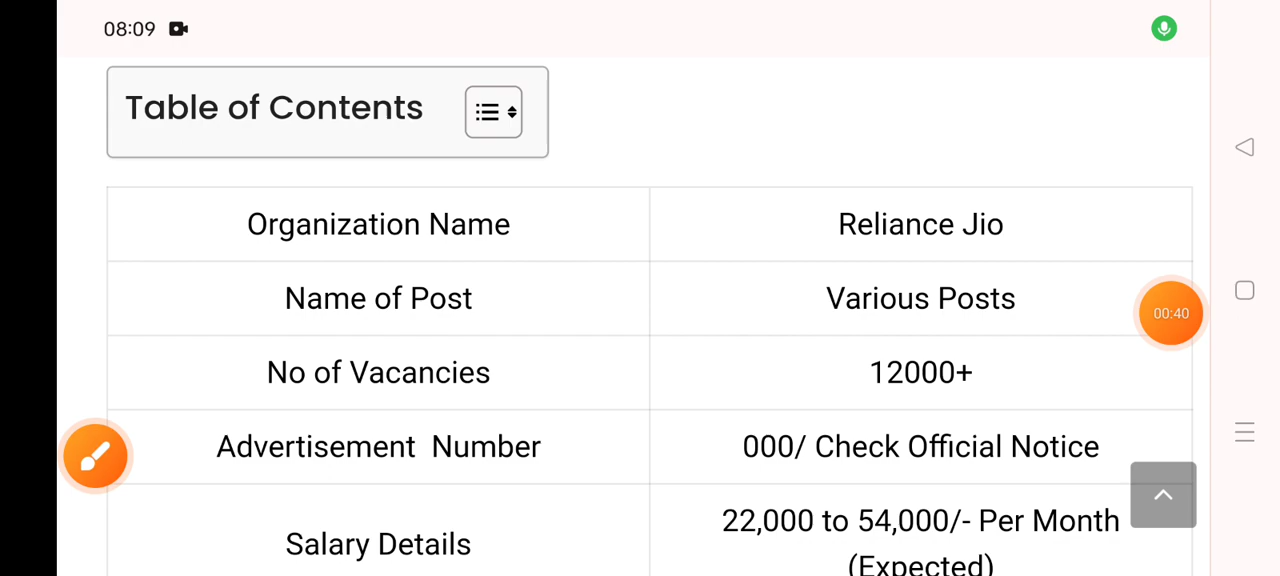 08:09
Table of Contents
Organization Name Reliance Jio
Name of Post Various Posts
00:40
No of Vacancies 12000+
Advertisement  Number 000/ Check Official Notice
Salary Details 22,000 to 54,000/- Per Month
(Expected)